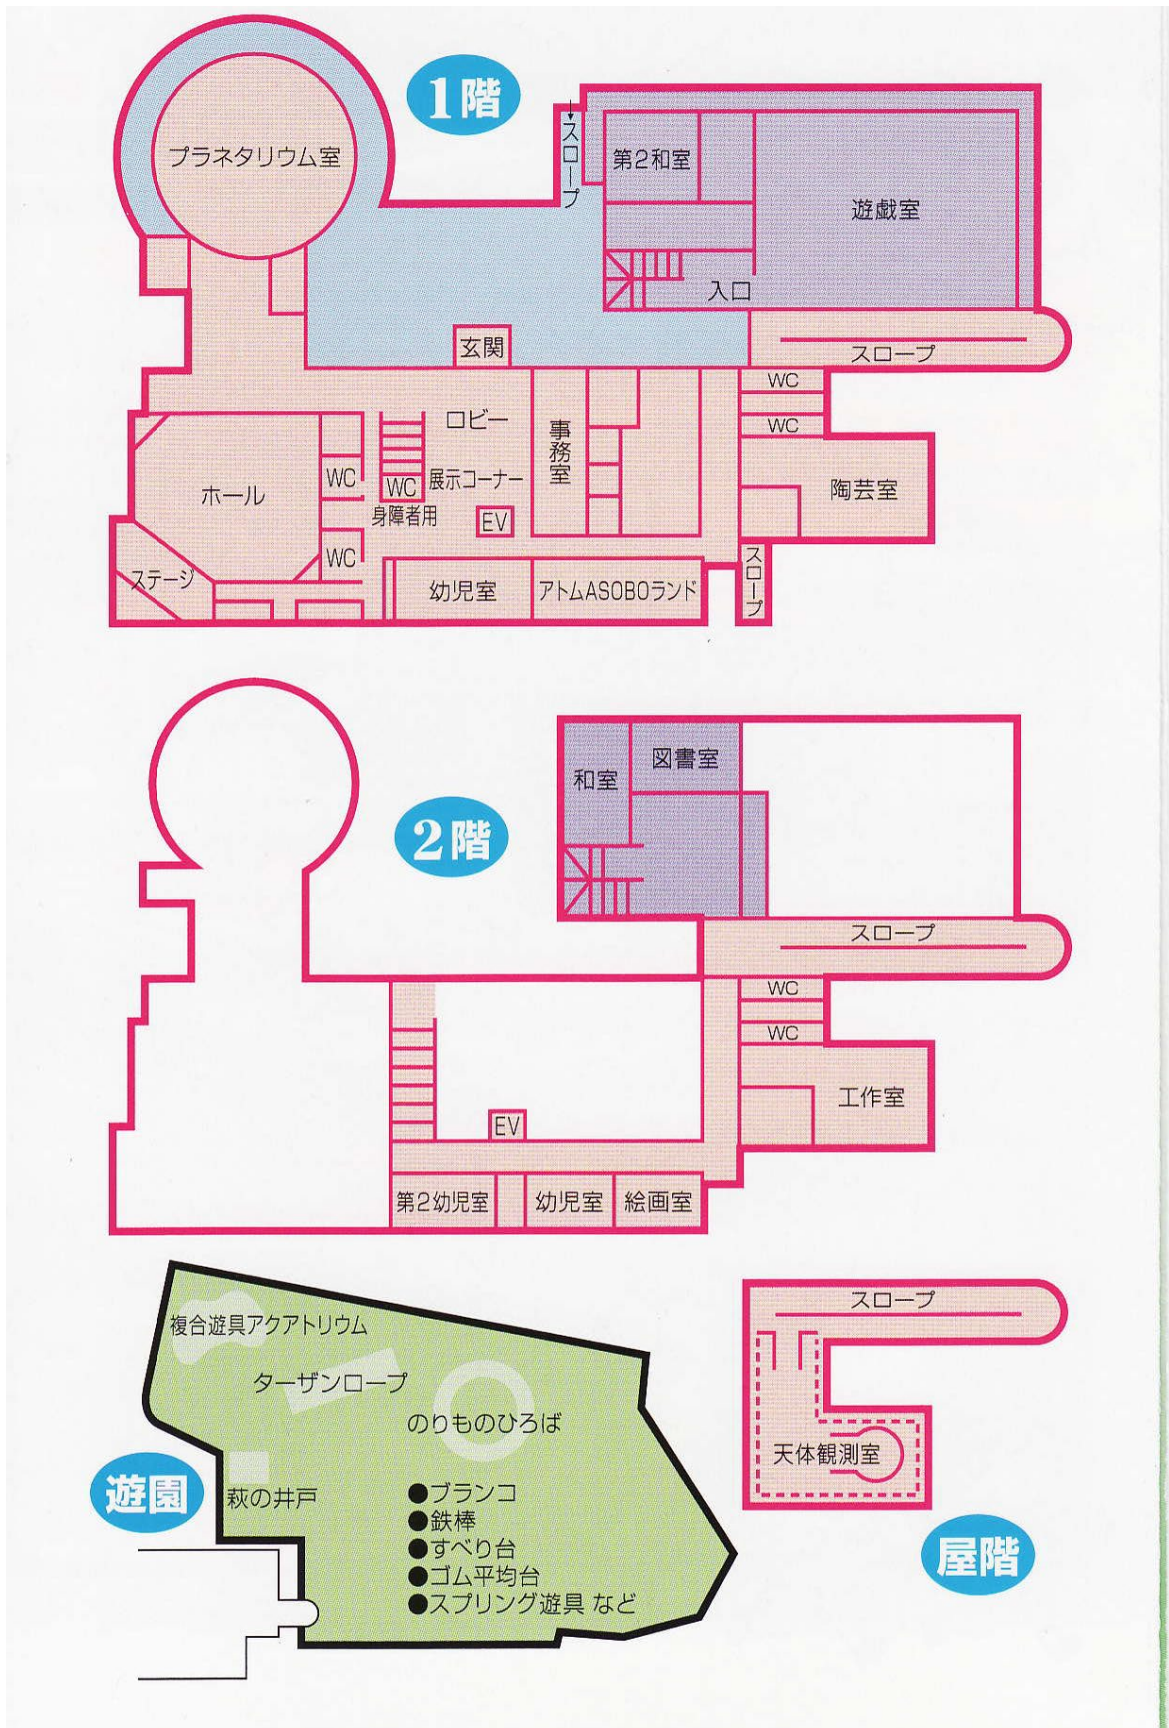 1階
プラネタリウム室
↓スロープ
第2和室
遊戯室
入口
玄関
スロープ
WC
ロビー
事務室
WC
ホール
WC
WC
展示コーナー
身障者用
EV
陶芸室
WC
ステージ
幼児室
アトムASOBOランド
スロープ
2階
和室
図書室
スロープ
WC
WC
工作室
EV
第2幼児室
幼児室
絵画室
複合遊具アクアトリウム
ターザンロープ
のりものひろば
遊園
萩の井戸
●ブランコ
●鉄棒
●すべり台
●ゴム平均台
●スプリング遊具 など
スロープ
天体観測室
屋階